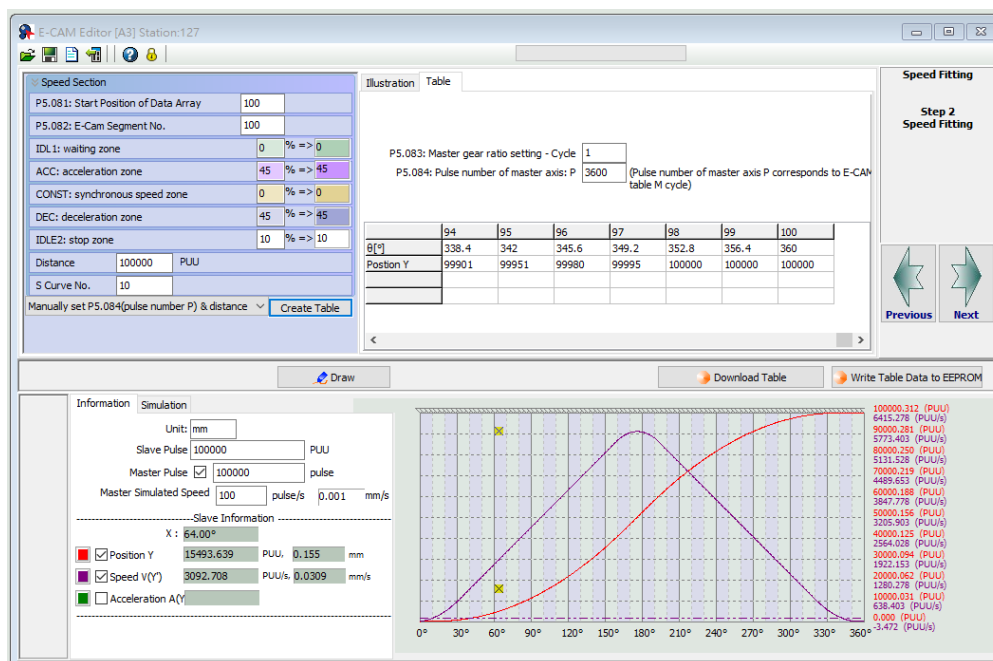 E-CAM Editor [A3] Station:127
Speed Section
P5.081: Start Position of Data Array 100
P5.082: E-Cam Segment No. 100
IDL1: waiting zone 0 % => 0
ACC: acceleration zone 45 % => 45
CONST: synchronous speed zone 0 % => 0
DEC: deceleration zone 45 % => 45
IDLE2: stop zone 10 % => 10
Distance 100000 PUU
S Curve No. 10
Manually set P5.084(pulse number P) & distance Create Table
Illustration Table
P5.083: Master gear ratio setting - Cycle 1
P5.084: Pulse number of master axis: P 3600 (Pulse number of master axis P corresponds to E-CAM
table M cycle)
94 95 96 97 98 99 100
θ[°] 338.4 342 345.6 349.2 352.8 356.4 360
Postion Y 99901 99951 99980 99995 100000 100000 100000
< >
Speed Fitting
Step 2
Speed Fitting
Previous Next
Draw Download Table Write Table Data to EEPROM
Information Simulation
Unit: mm
Slave Pulse 100000 PUU
Master Pulse 100000 pulse
Master Simulated Speed 100 pulse/s 0.001 mm/s
Slave Information
X : 64.00°
Position Y 15493.639 PUU, 0.155 mm
Speed V(Y') 3092.708 PUU/s, 0.0309 mm/s
Acceleration A(Y
100000.312 (PUU)
6415.278 (PUU/s)
90000.281 (PUU)
5773.403 (PUU/s)
80000.250 (PUU)
5131.528 (PUU/s)
70000.219 (PUU)
4489.653 (PUU/s)
60000.188 (PUU)
3847.778 (PUU/s)
50000.156 (PUU)
3205.903 (PUU/s)
40000.125 (PUU)
2564.028 (PUU/s)
30000.094 (PUU)
1922.153 (PUU/s)
20000.062 (PUU)
1280.278 (PUU/s)
10000.031 (PUU)
638.403 (PUU/s)
0.000 (PUU)
-3.472 (PUU/s)
0° 30° 60° 90° 120° 150° 180° 210° 240° 270° 300° 330° 360°